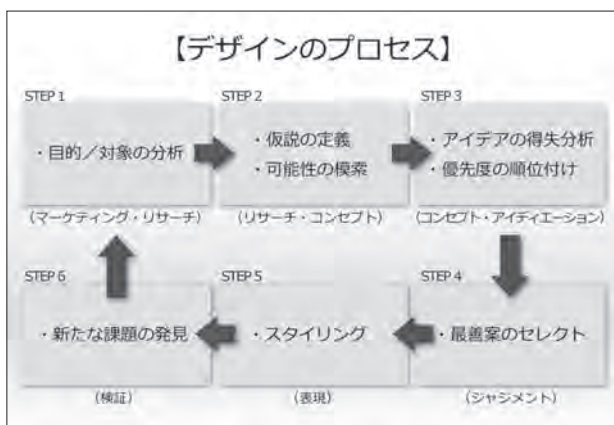 【デザインのプロセス】
STEP 1
・目的／対象の分析
（マーケティング・リサーチ）
STEP 2
・仮説の定義
・可能性の模索
（リサーチ・コンセプト）
STEP 3
・アイデアの得失分析
・優先度の順位付け
（コンセプト・アイディエーション）
STEP 4
・最善案のセレクト
（ジャジメント）
STEP 5
・スタイリング
（表現）
STEP 6
・新たな課題の発見
（検証）